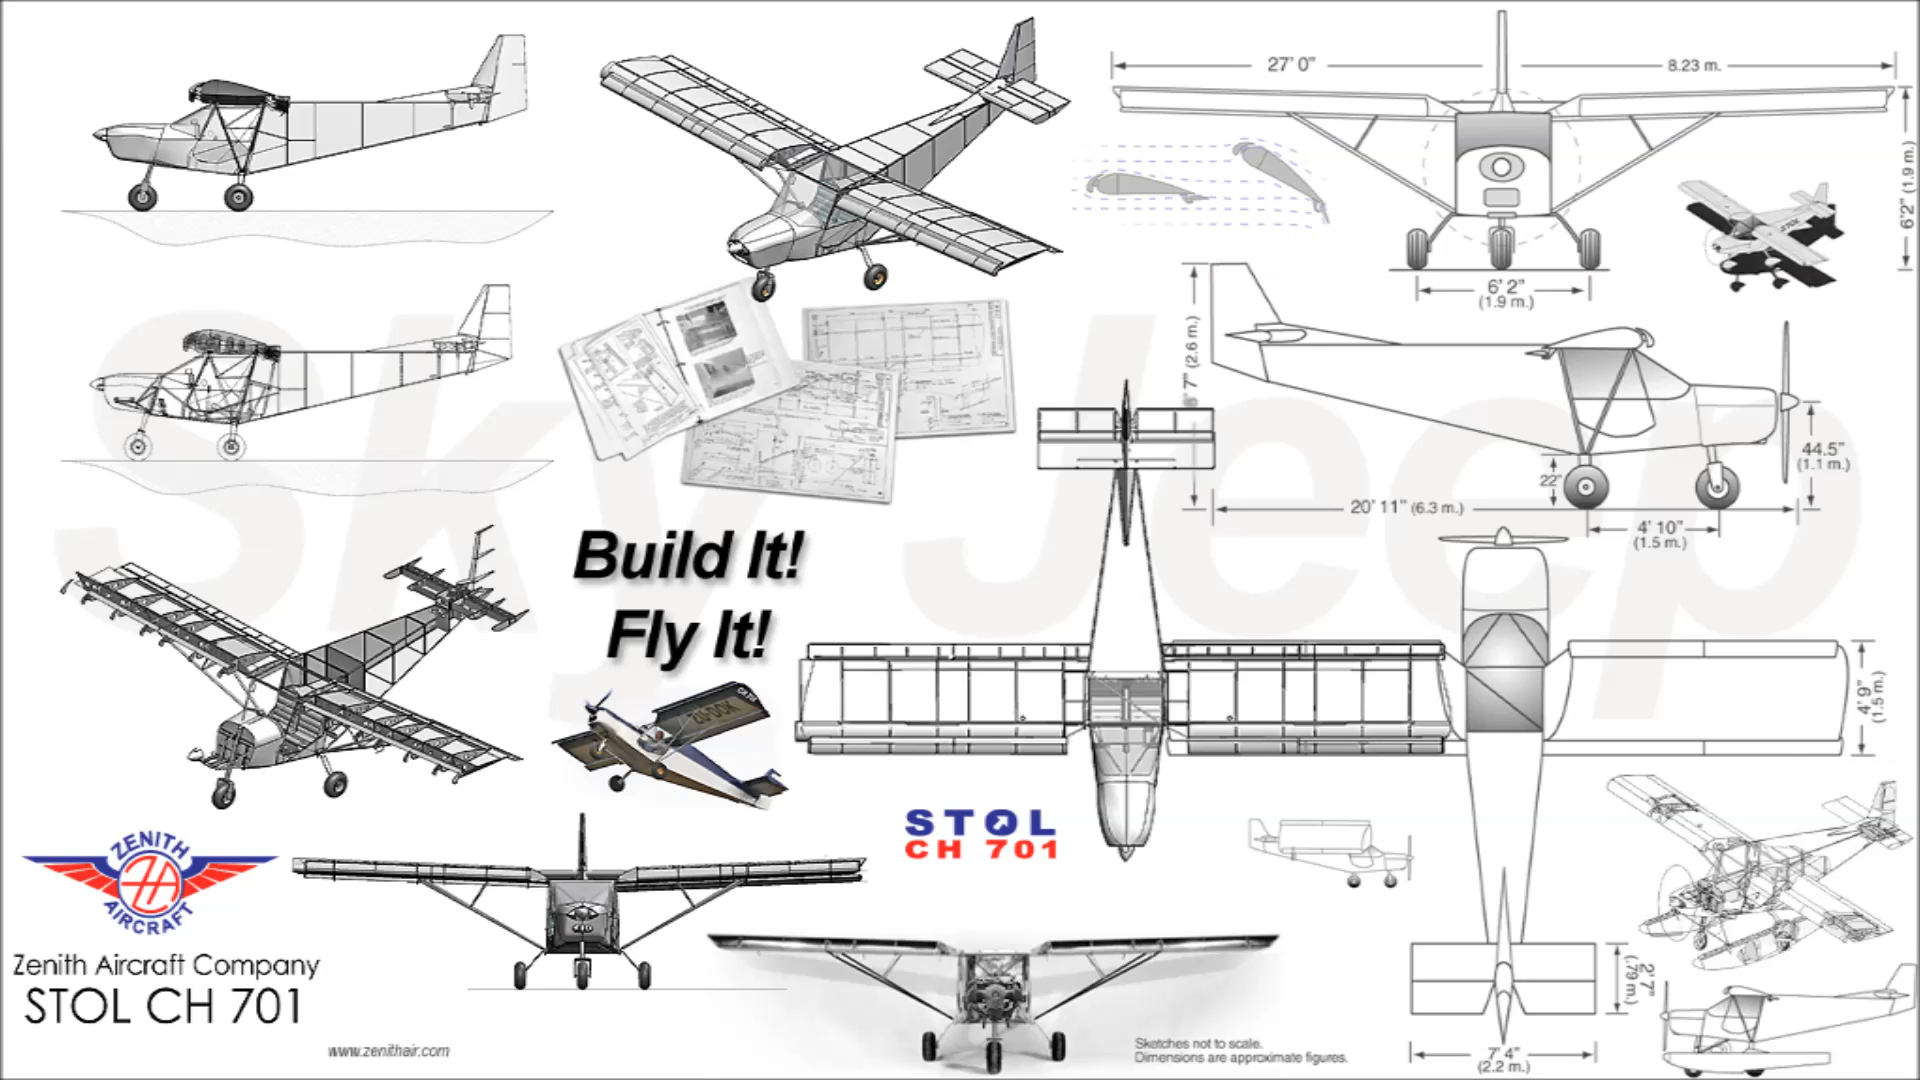 27' 0"
8.23 m.
6'2" (1.9 m.)
6' 2"
(1.9 m.)
Sky Jeep
8' 7" (2.6 m.)
44.5"
(1.1 m.)
22"
20' 11" (6.3 m.)
4' 10"
(1.5 m.)
Build It!
Fly It!
4' 9"
(1.5 m.)
STOL
CH 701
ZENITH
AIRCRAFT
Zenith Aircraft Company
STOL CH 701
www.zenithair.com
2' 7"
(.79 m.)
Sketches not to scale.
Dimensions are approximate figures.
7' 4"
(2.2 m.)